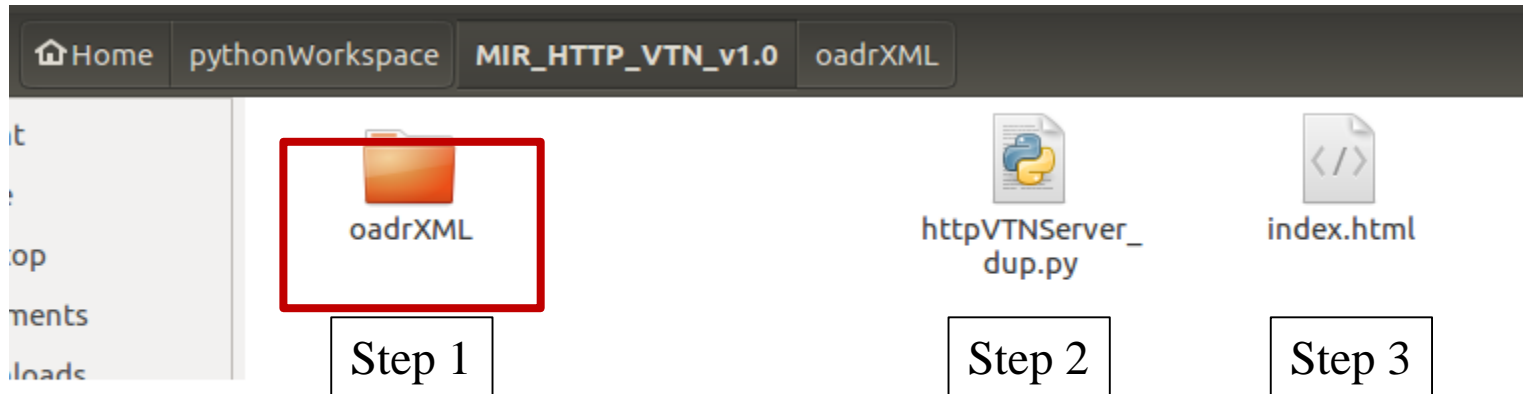 Home pythonWorkspace MIR_HTTP_VTN_v1.0 oadrXML
oadrXML
httpVTNServer_
dup.py
index.html
Step 1
Step 2
Step 3